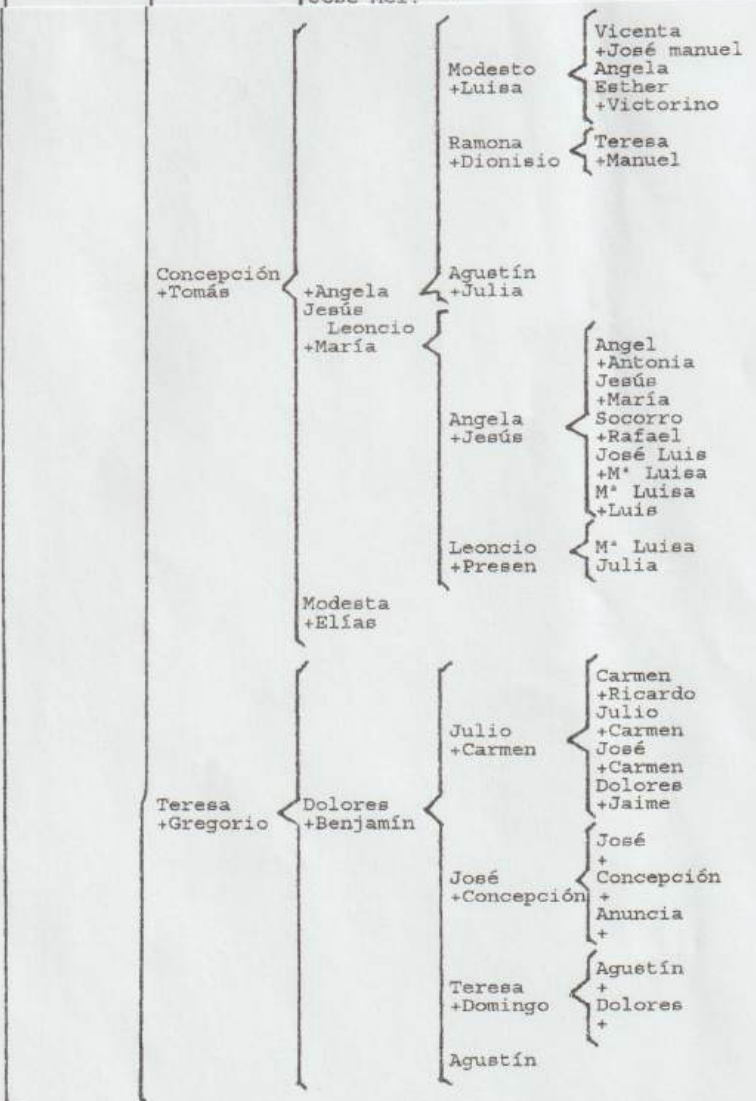 Vicenta
+José manuel
Modesto
Angela
+Luisa
Esther
+Victorino
Ramona
Teresa
+Dionisio
+Manuel
Concepción
Agustín
+Tomás
+Angela
+Julia
Jesús
Leoncio
+María
Angel
+Antonia
Jesús
+María
Angela
Socorro
+Jesús
+Rafael
José Luis
+Mª Luisa
Mª Luisa
+Luis
Leoncio
Mª Luisa
+Presen
Julia
Modesta
+Elías
Carmen
+Ricardo
Julio
Julio
+Carmen
+Carmen
José
+Carmen
Dolores
Teresa
Dolores
+Jaime
+Gregorio
+Benjamín
José
+
José
Concepción
+Concepción
+
Anuncia
+
Agustín
Teresa
+
+Domingo
Dolores
+
Agustín